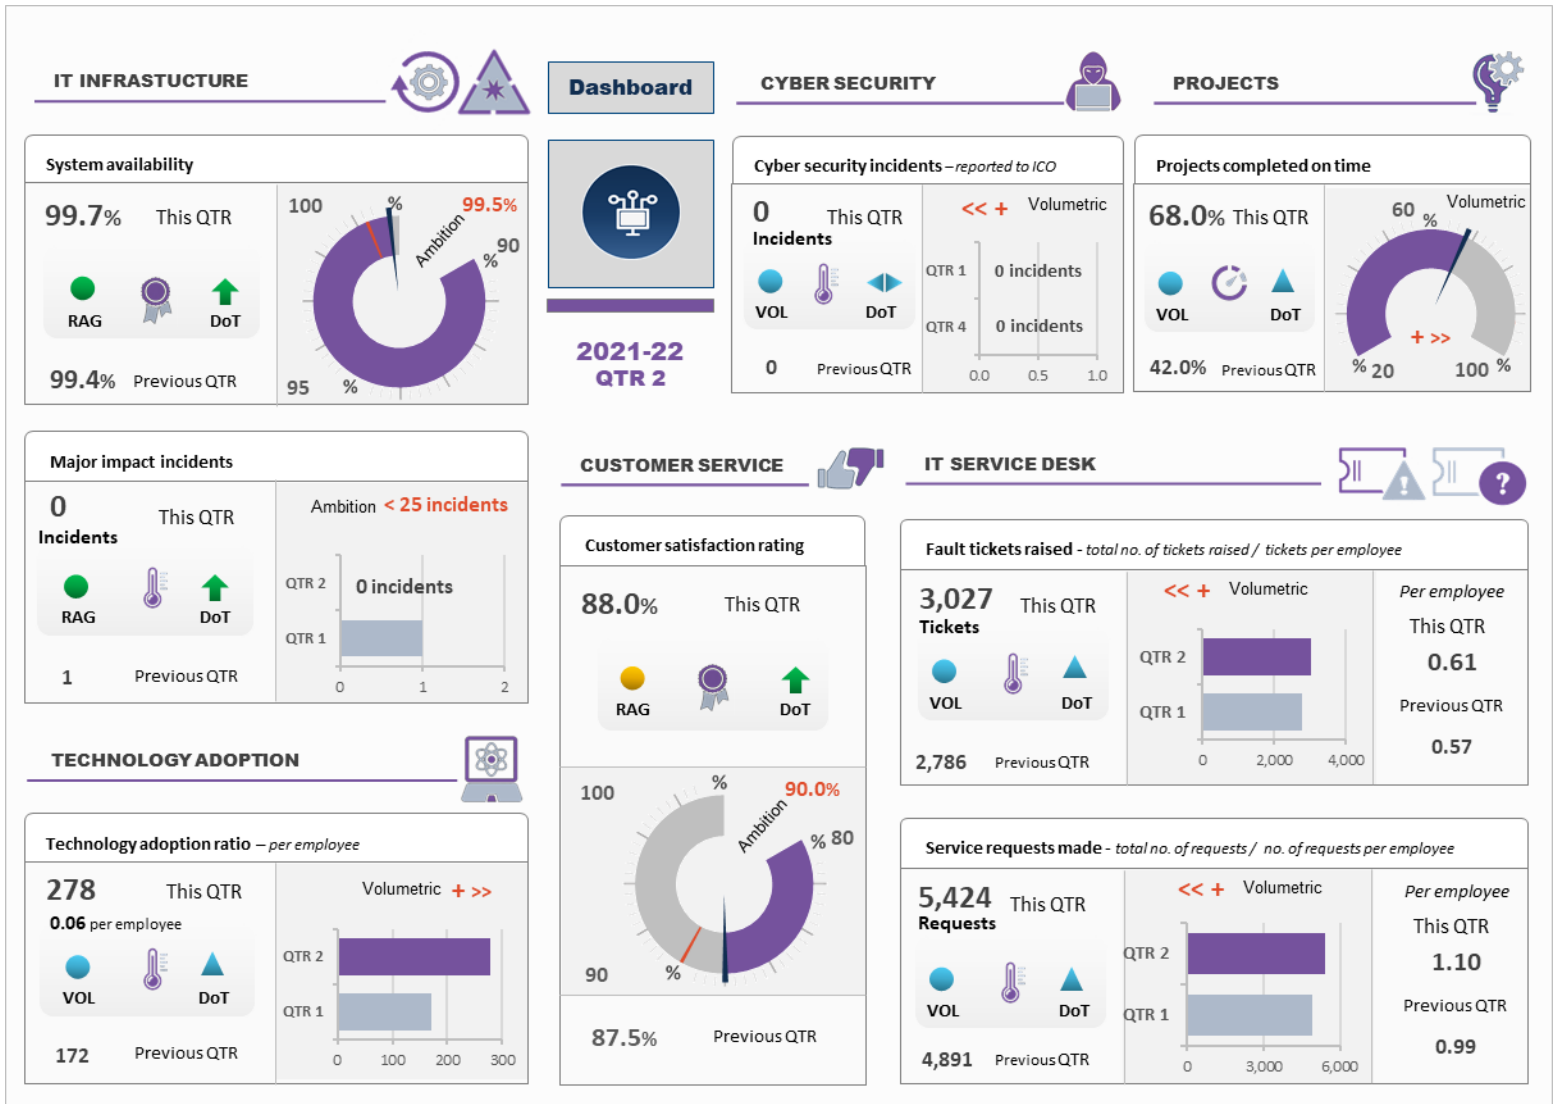 IT INFRASTUCTURE
Dashboard
CYBER SECURITY
PROJECTS
System availability
99.7% This QTR
RAG
DoT
99.4% Previous QTR
100
%
99.5%
Ambition
90
%
95
%
2021-22
QTR 2
Cyber security incidents – reported to ICO
0
This QTR
Incidents
VOL
DoT
0
Previous QTR
<< + Volumetric
QTR 1
0 incidents
QTR 4
0 incidents
0.0 0.5 1.0
Projects completed on time
68.0% This QTR
VOL
DoT
42.0% Previous QTR
Volumetric
60
%
+ >>
% 20
100 %
Major impact incidents
0
This QTR
Incidents
RAG
DoT
1
Previous QTR
Ambition < 25 incidents
QTR 2
0 incidents
QTR 1
0 1 2
CUSTOMER SERVICE
Customer satisfaction rating
88.0% This QTR
RAG
DoT
100
%
90.0%
Ambition
% 80
90
%
87.5% Previous QTR
IT SERVICE DESK
!
?
Fault tickets raised - total no. of tickets raised / tickets per employee
3,027 This QTR
Tickets
VOL
DoT
2,786 Previous QTR
<< + Volumetric
QTR 2
QTR 1
0 2,000 4,000
Per employee
This QTR
0.61
Previous QTR
0.57
TECHNOLOGY ADOPTION
Technology adoption ratio – per employee
278 This QTR
0.06 per employee
VOL
DoT
172 Previous QTR
Volumetric + >>
QTR 2
QTR 1
0 100 200 300
Service requests made - total no. of requests / no. of requests per employee
5,424 This QTR
Requests
VOL
DoT
4,891 Previous QTR
<< + Volumetric
QTR 2
QTR 1
0 3,000 6,000
Per employee
This QTR
1.10
Previous QTR
0.99